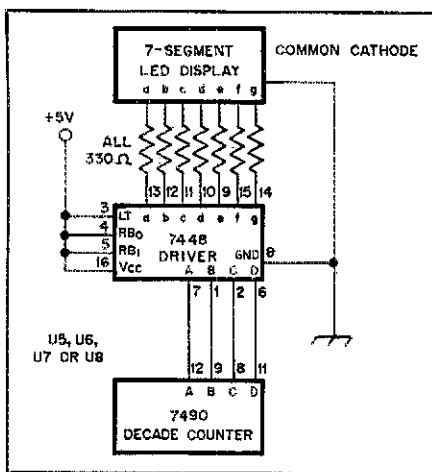 7-SEGMENT
LED DISPLAY
COMMON CATHODE
a b c d e f g
+5V
ALL
330Ω
13 12 11 10 9 15 14
3 LT a b c d e f g
4 RBO
5 RBI
16 VCC
7448
DRIVER
GND 8
A B C D
7 1 2 6
U5, U6,
U7 OR U8
12 9 8 11
A B C D
7490
DECADE COUNTER